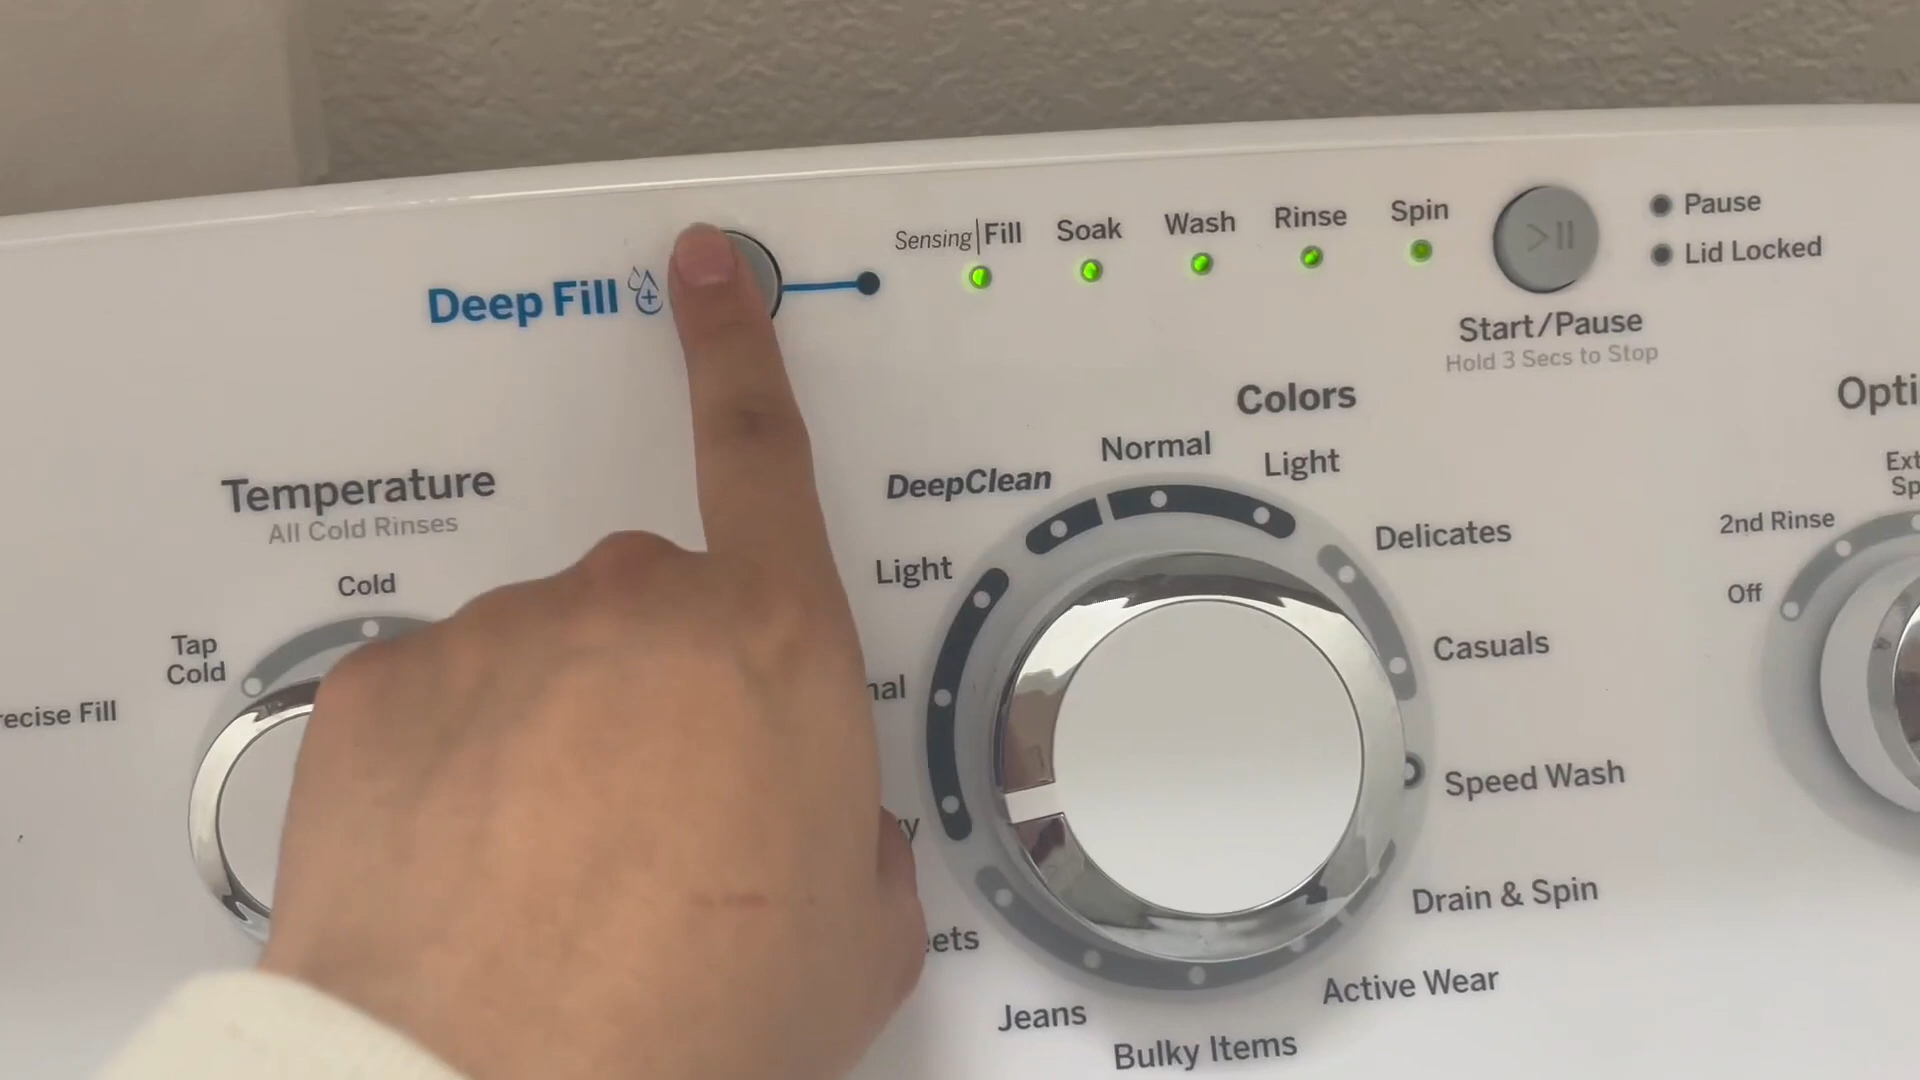 Deep Fill
Sensing|Fill
Soak
Wash
Rinse
Spin
Pause
Lid Locked
Start/Pause
Hold 3 Secs to Stop
Colors
Temperature
All Cold Rinses
Cold
Tap
Cold
DeepClean
Normal
Light
Light
Delicates
Casuals
Speed Wash
Drain & Spin
Active Wear
Bulky Items
Jeans
2nd Rinse
Off
Fill